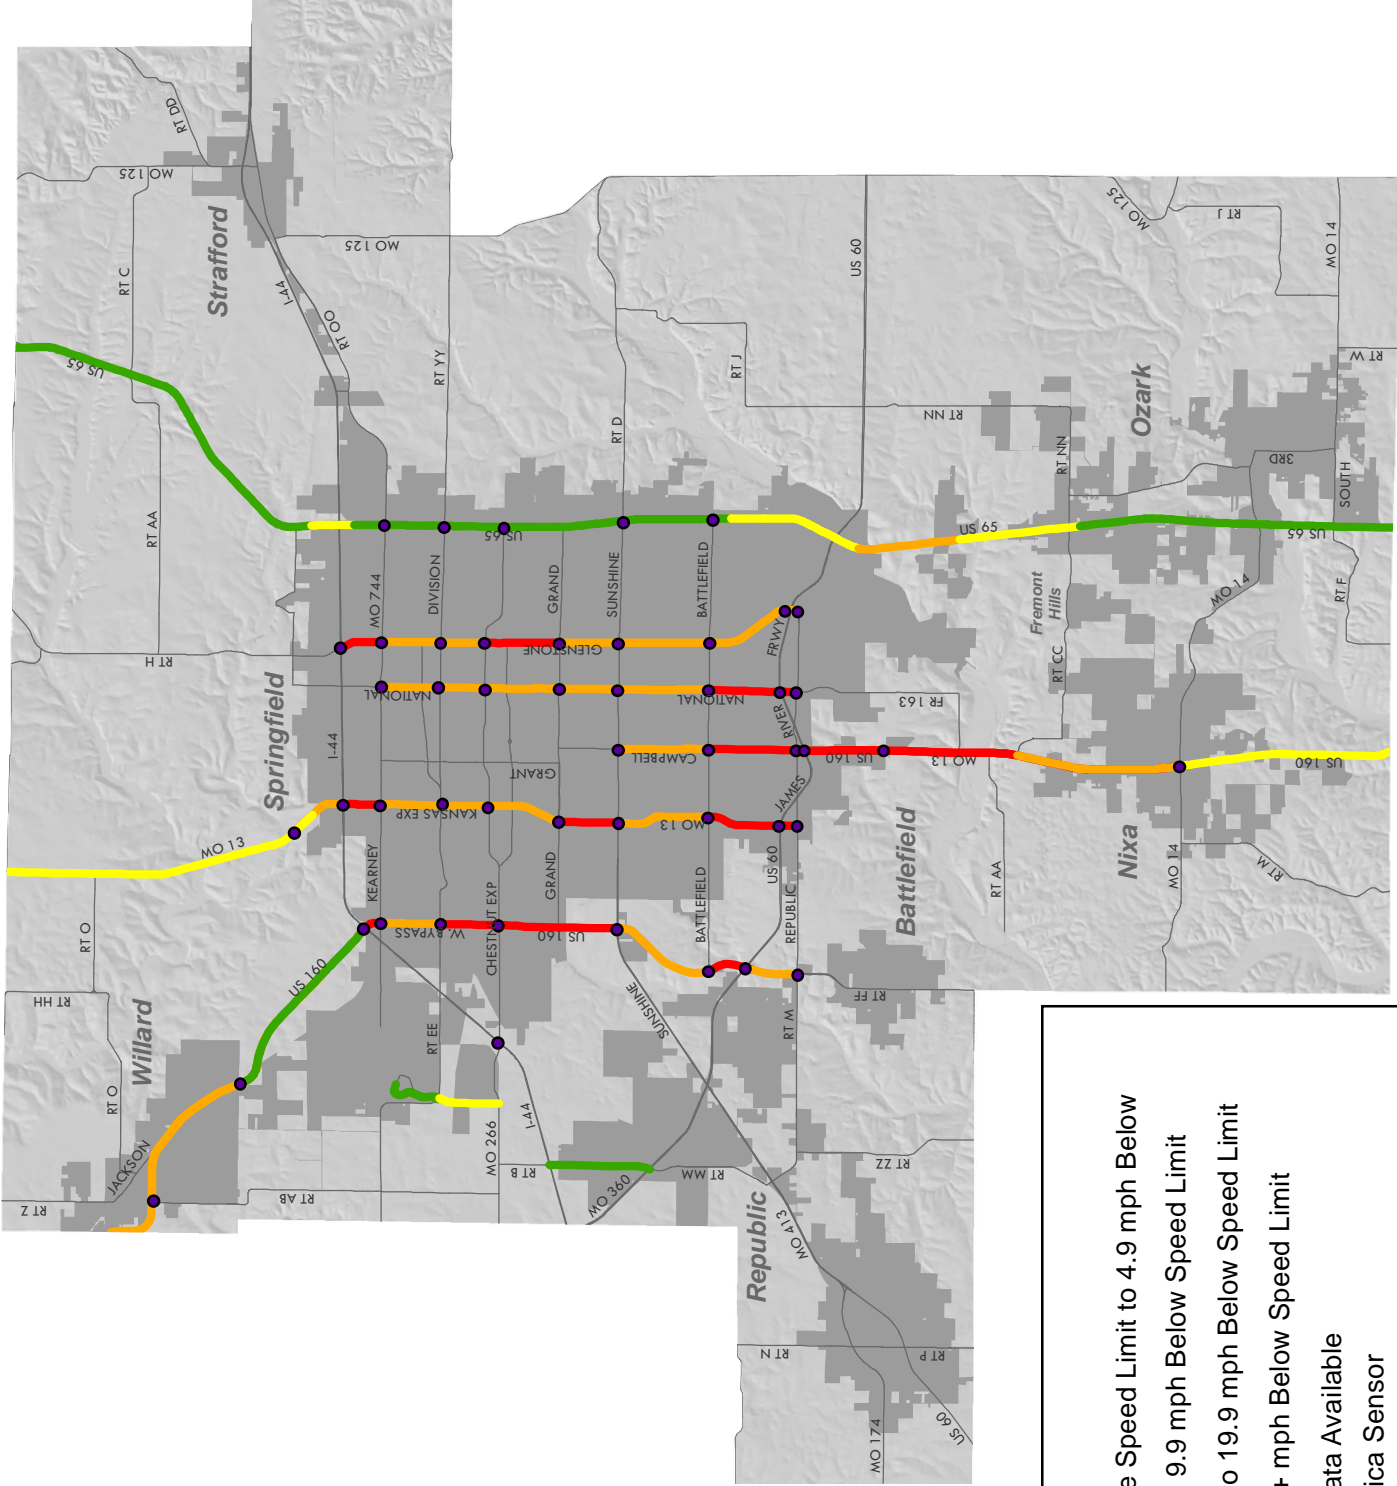 RT DD
MO 125
RT C
Strafford
MO 125
I-44
RT OO
US 65
RT YY
RT AA
RT H
US 60
MO 125
RT J
MO 14
RT J
RT D
RT NN
Ozark
RT W
RT NN
3RD
SOUTH
US 65
US 65
US 65
MO 744
DIVISION
GRAND
SUNSHINE
BATTLEFIELD
FRWY
GLENSTONE
Fremont
Hills
MO 14
RT F
RT CC
Springfield
NATIONAL
NATIONAL
RIVER
FR 163
I-44
GRANT
CAMPBELL
US 160
MO 13
US 160
JAMES
KANSAS EXP
MO 13
MO 13
KEARNEY
GRAND
BATTLEFIELD
US 60
REPUBLIC
Battlefield
RT AA
Nixa
MO 14
RT M
RT O
W. BYPASS
CHESTNUT EXP
US 160
US 160
RT HH
Willard
RT EE
SUNSHINE
RT M
RT FF
RT O
JACKSON
MO 266
I-44
RT B
RT Z
RT AB
MO 360
RT MM
RT ZZ
Republic
MO 413
RT N
RT P
MO 174
US 60
e Speed Limit to 4.9 mph Below
9.9 mph Below Speed Limit
o 19.9 mph Below Speed Limit
+ mph Below Speed Limit
ata Available
ica Sensor